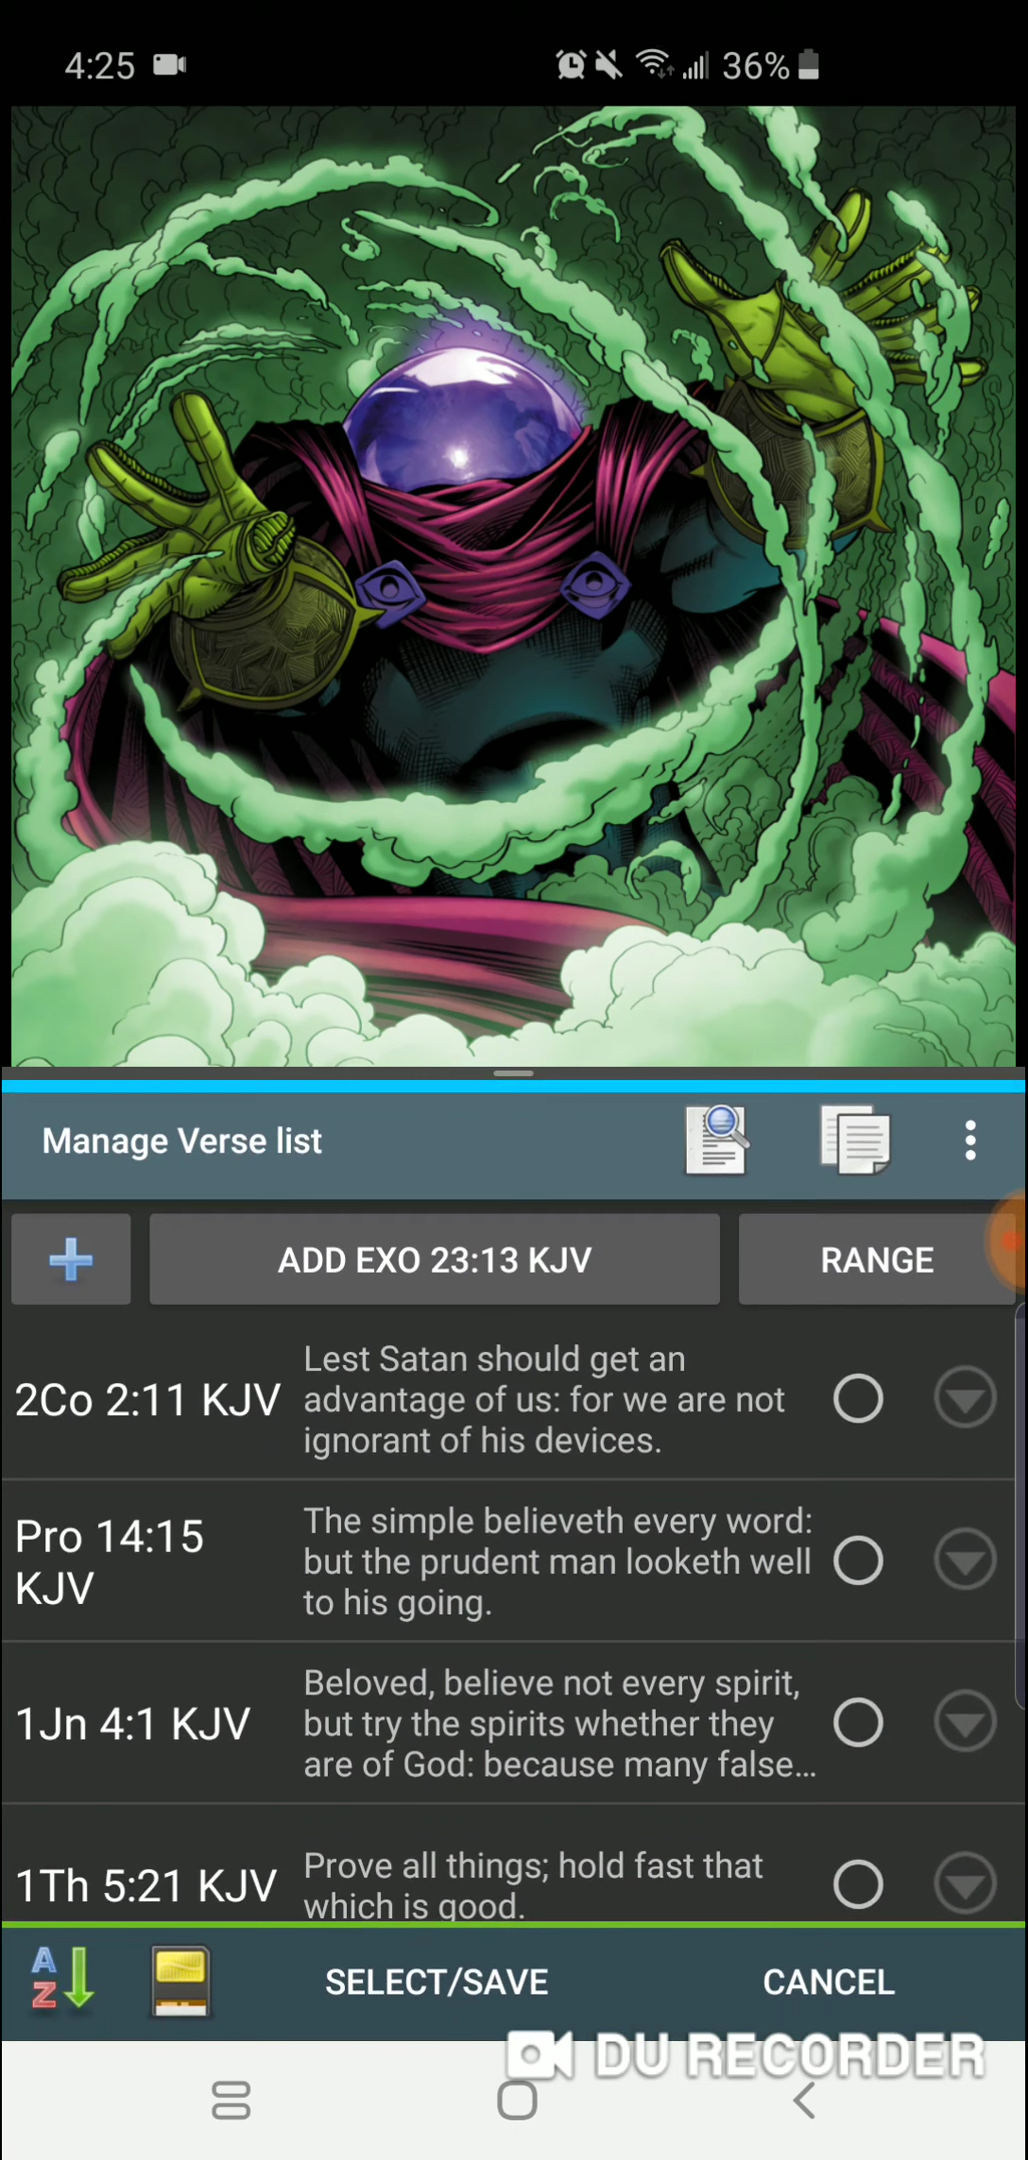 4:25
36%
Manage Verse list
ADD EXO 23:13 KJV
RANGE
2Co 2:11 KJV
Lest Satan should get an
advantage of us: for we are not
ignorant of his devices.
Pro 14:15
KJV
The simple believeth every word:
but the prudent man looketh well
to his going.
1Jn 4:1 KJV
Beloved, believe not every spirit,
but try the spirits whether they
are of God: because many false...
1Th 5:21 KJV
Prove all things; hold fast that
which is good.
A
Z
SELECT/SAVE
CANCEL
DU RECORDER